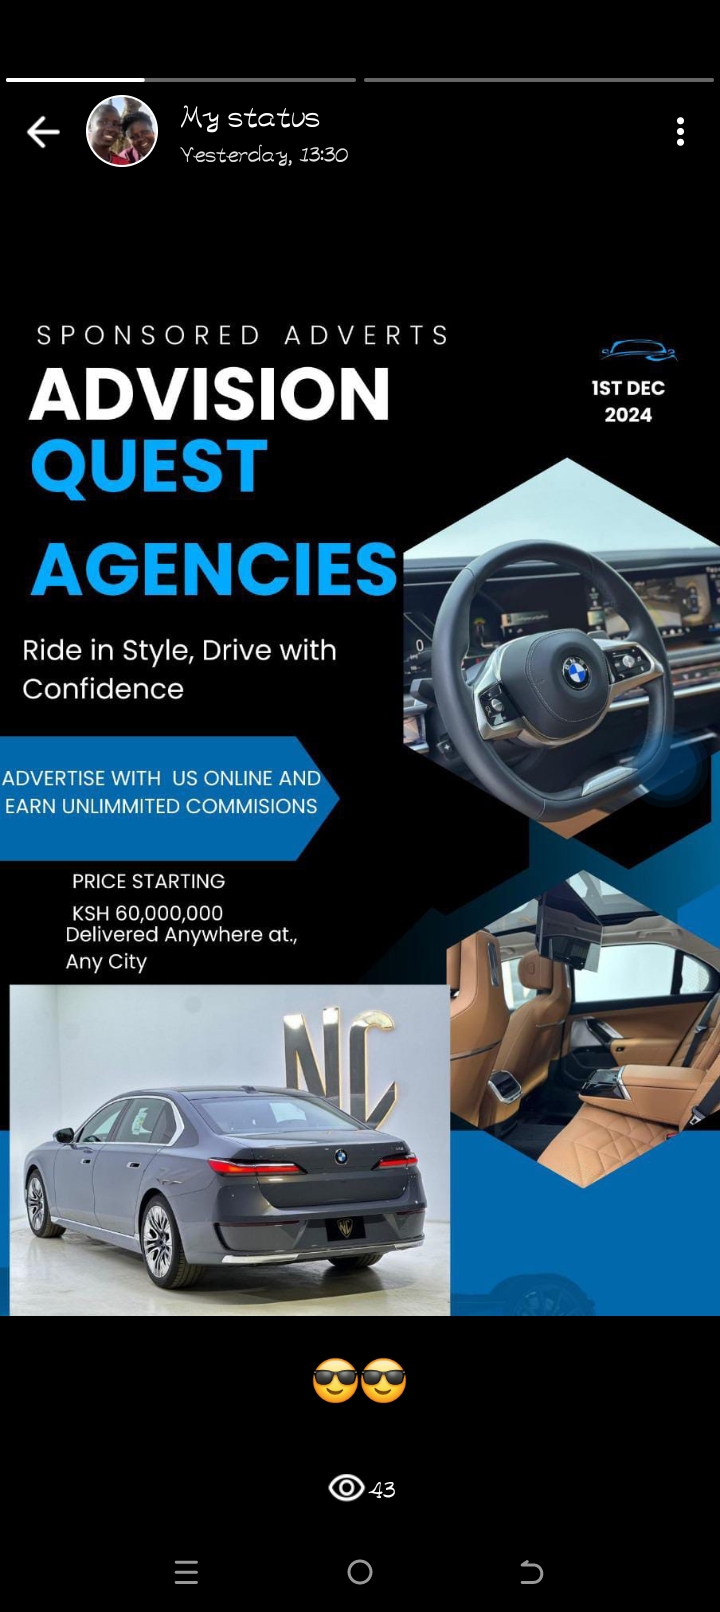 My status
Yesterday, 13:30
SPONSORED ADVERTS
ADVISION
QUEST
AGENCIES
1ST DEC
2024
Ride in Style, Drive with
Confidence
ADVERTISE WITH US ONLINE AND
EARN UNLIMMITED COMMISIONS
PRICE STARTING
KSH 60,000,000
Delivered Anywhere at.,
Any City
NC
😎😎
43